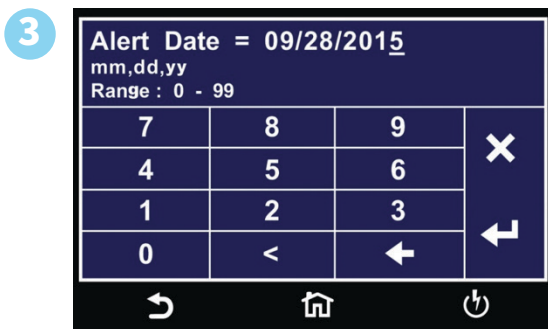 3
Alert Date = 09/28/2015
mm,dd,yy
Range : 0 - 99
7 8 9
4 5 6
1 2 3
0 <